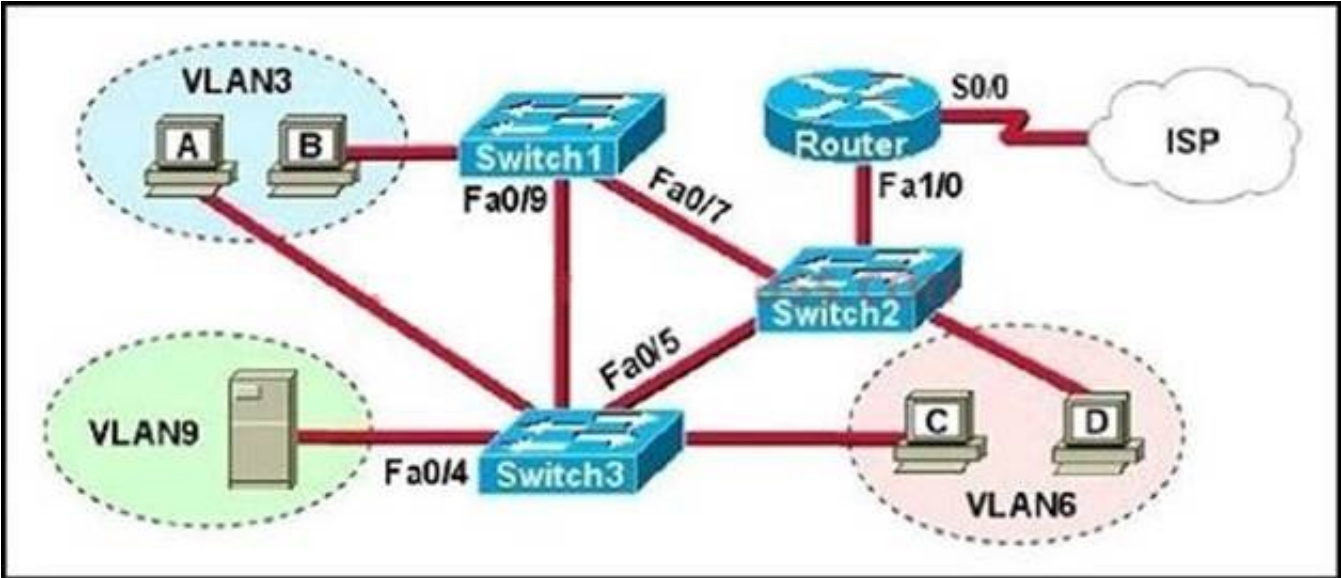 VLAN3
A
B
Switch1
Fa0/9
Fa0/7
Router
S0/0
ISP
Fa1/0
Switch2
Fa0/5
VLAN9
Fa0/4
Switch3
C
D
VLAN6